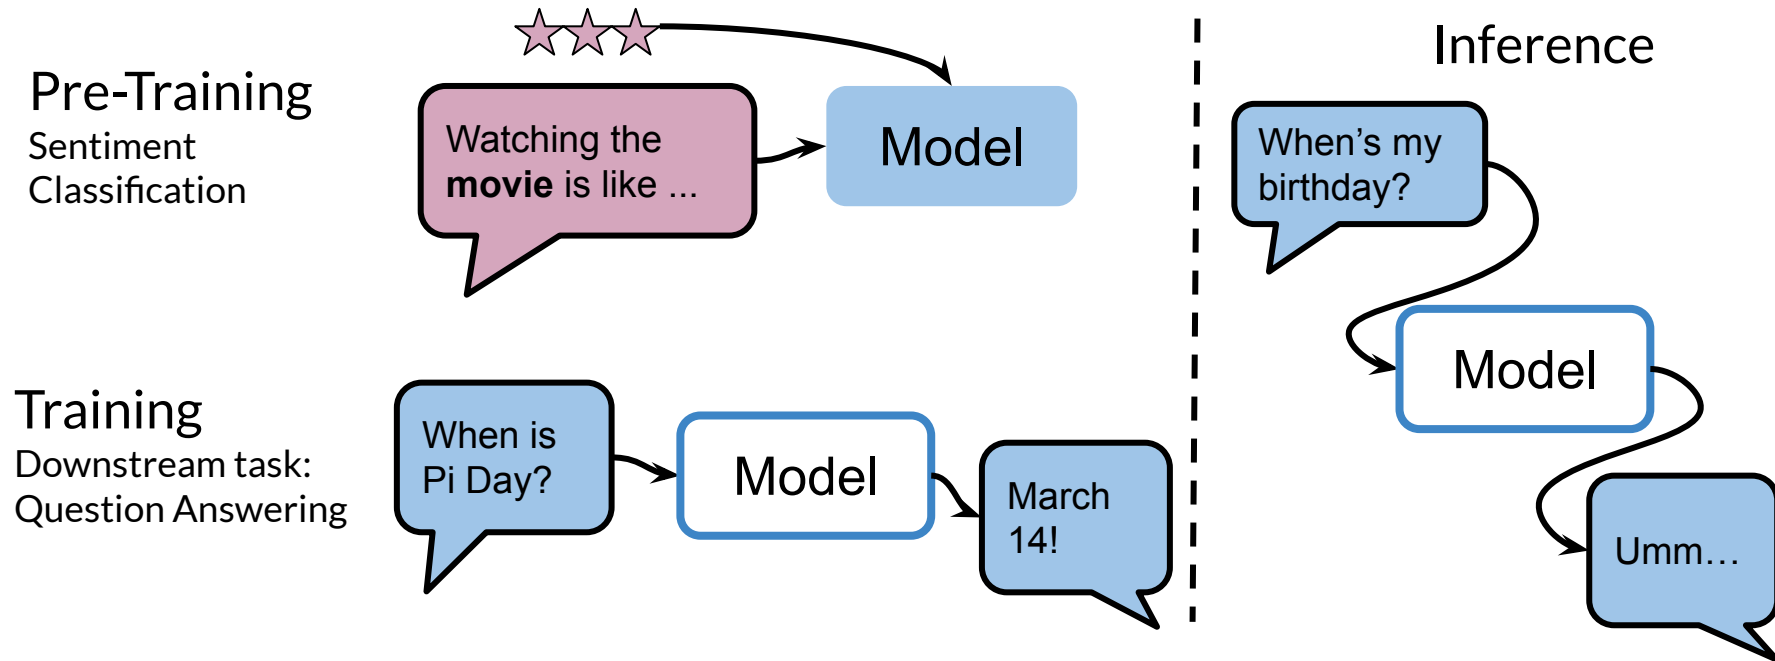 Pre-Training
Sentiment
Classification
Watching the
movie is like ...
Model
Training
Downstream task:
Question Answering
When is
Pi Day?
Model
March
14!
Inference
When’s my
birthday?
Model
Umm…